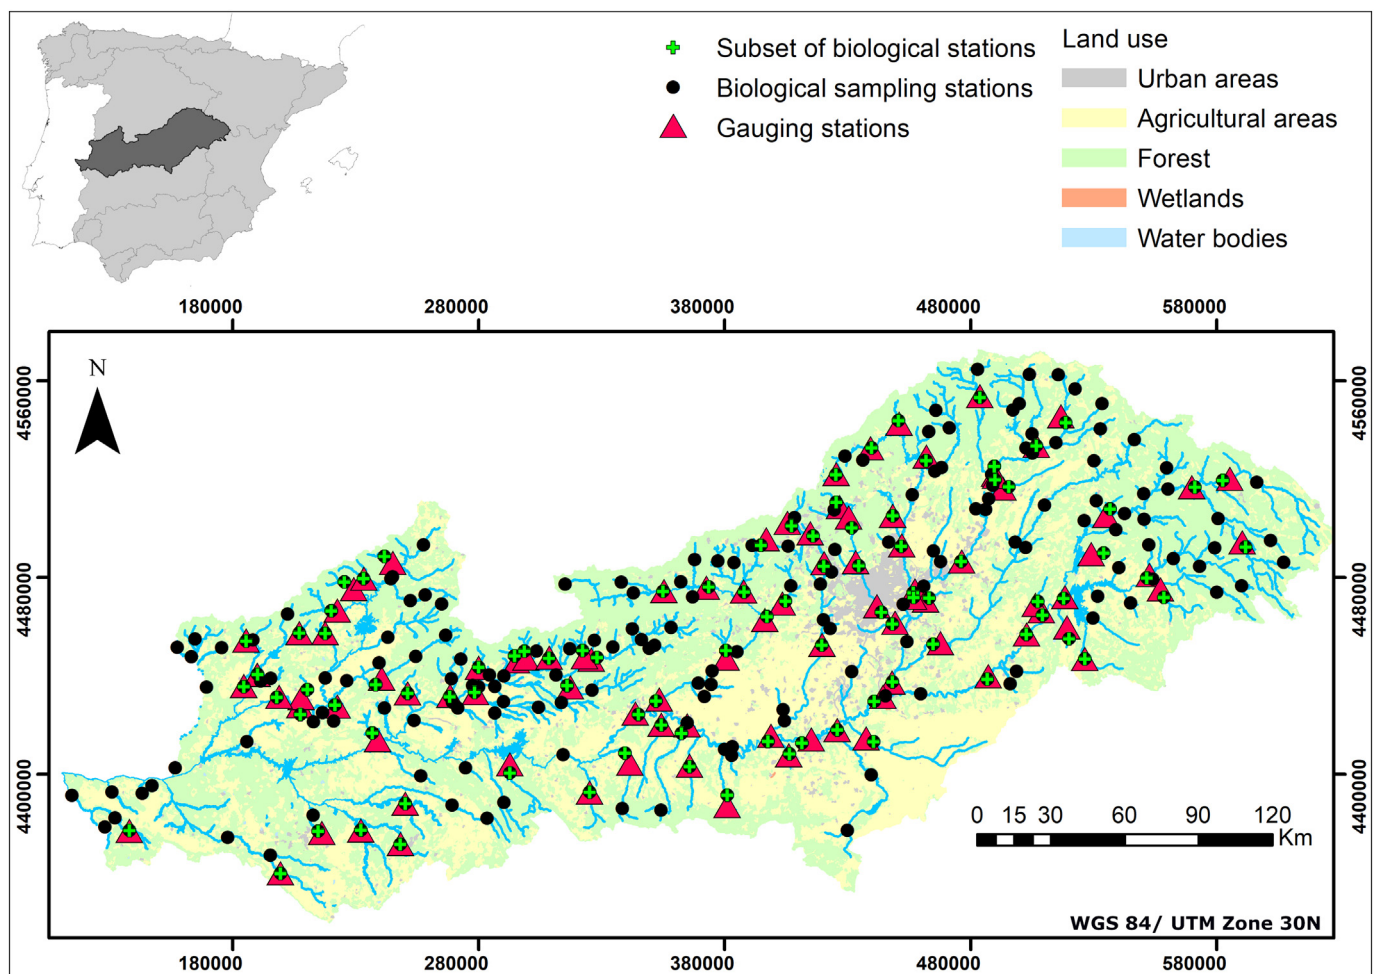 Subset of biological stations
Biological sampling stations
Gauging stations
Land use
Urban areas
Agricultural areas
Forest
Wetlands
Water bodies
180000 280000 380000 480000 580000
4560000 4560000
N
4480000 4480000
4400000 4400000
0 15 30 60 90 120
Km
WGS 84/ UTM Zone 30N
180000 280000 380000 480000 580000